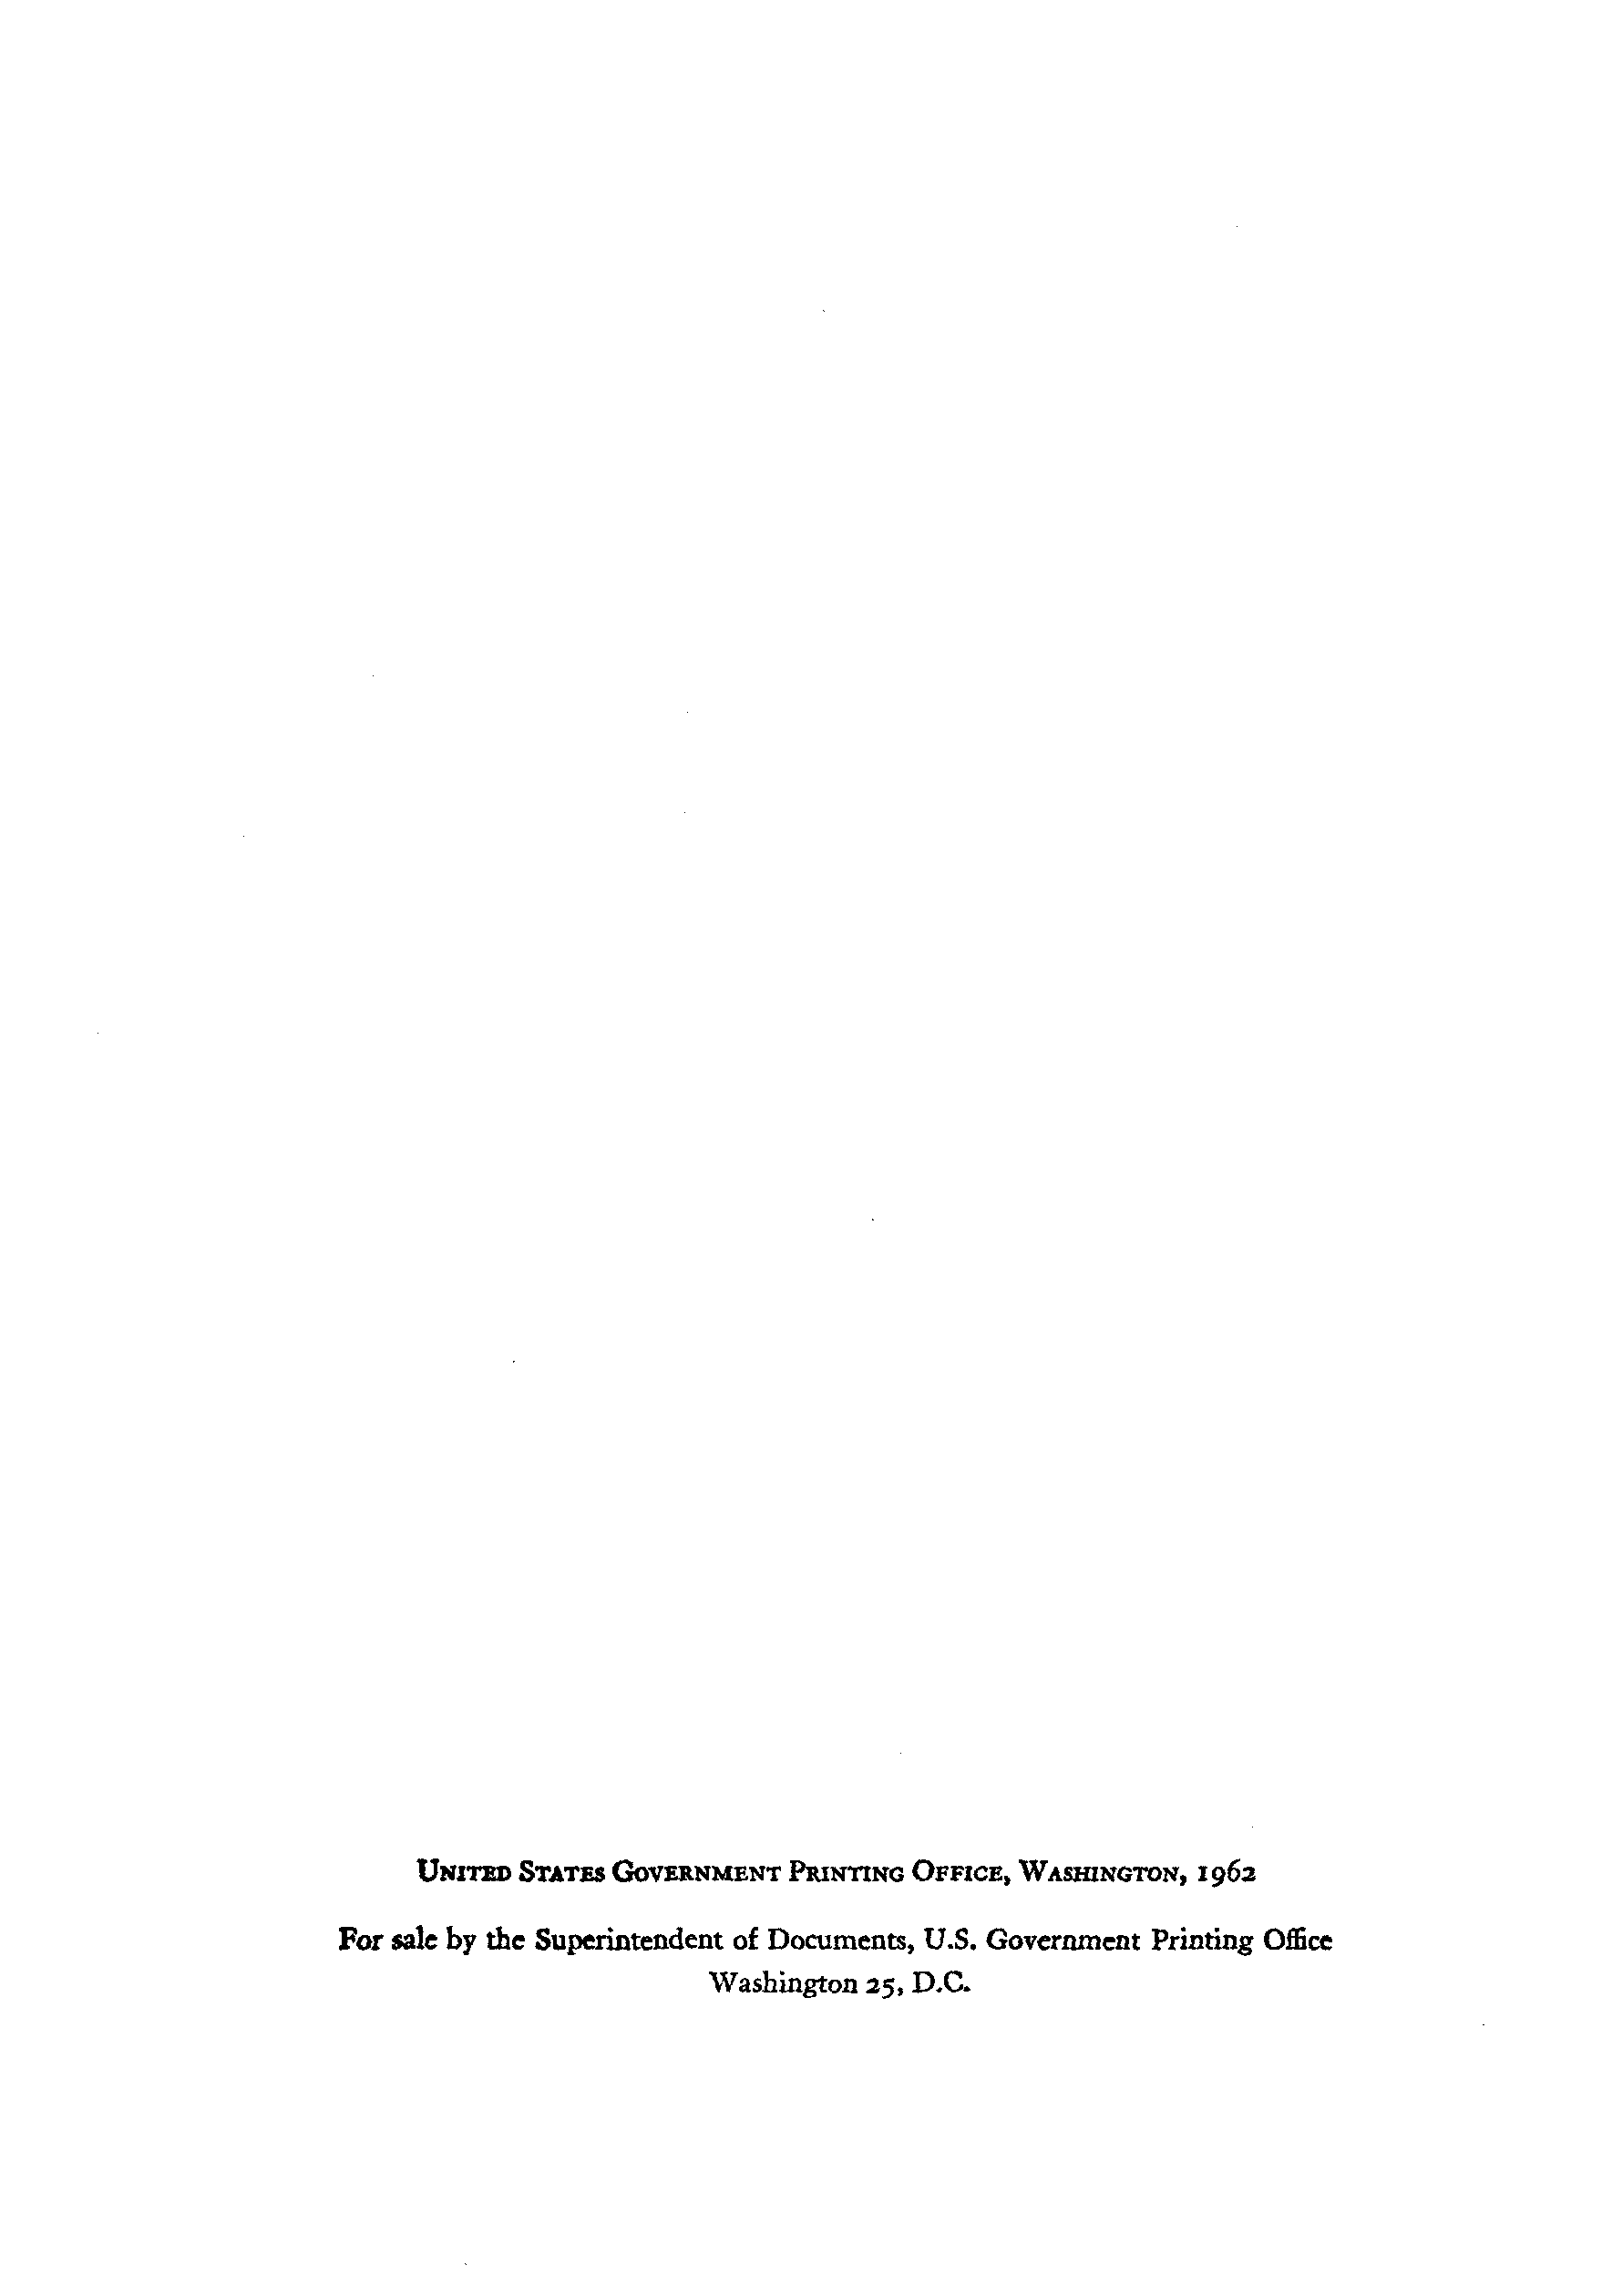 UNITED STATES GOVERNMENT PRINTING OFFICE, WASHINGTON, 1962
For sale by the Superintendent of Documents, U.S. Government Printing Office
Washington 25, D.C.